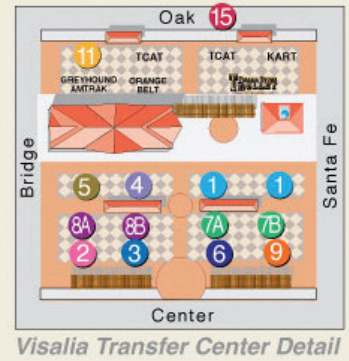 Oak 15
11 TCAT TCAT KART
GREYHOUND ORANGE
AMTRAK BELT
Bridge
Santa Fe
5 4 1 1
8A 8B 7A 7B
2 3 6 9
Center
Visalia Transfer Center Detail